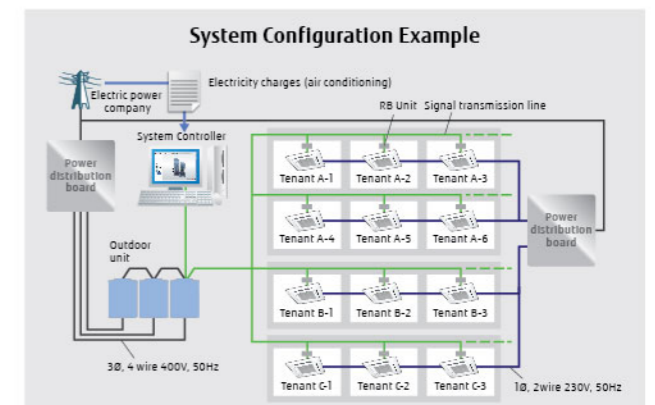 System Configuration Example
Electricity charges (air conditioning)
Electric power
company
RB Unit
Signal transmission line
System Controller
Power
distribution
board
Tenant A-1
Tenant A-2
Tenant A-3
Tenant A-4
Tenant A-5
Tenant A-6
Power
distribution
board
Outdoor
unit
Tenant B-1
Tenant B-2
Tenant B-3
3Ø, 4 wire 400V, 50Hz
Tenant C-1
Tenant C-2
Tenant C-3
1Ø, 2wire 230V, 50Hz